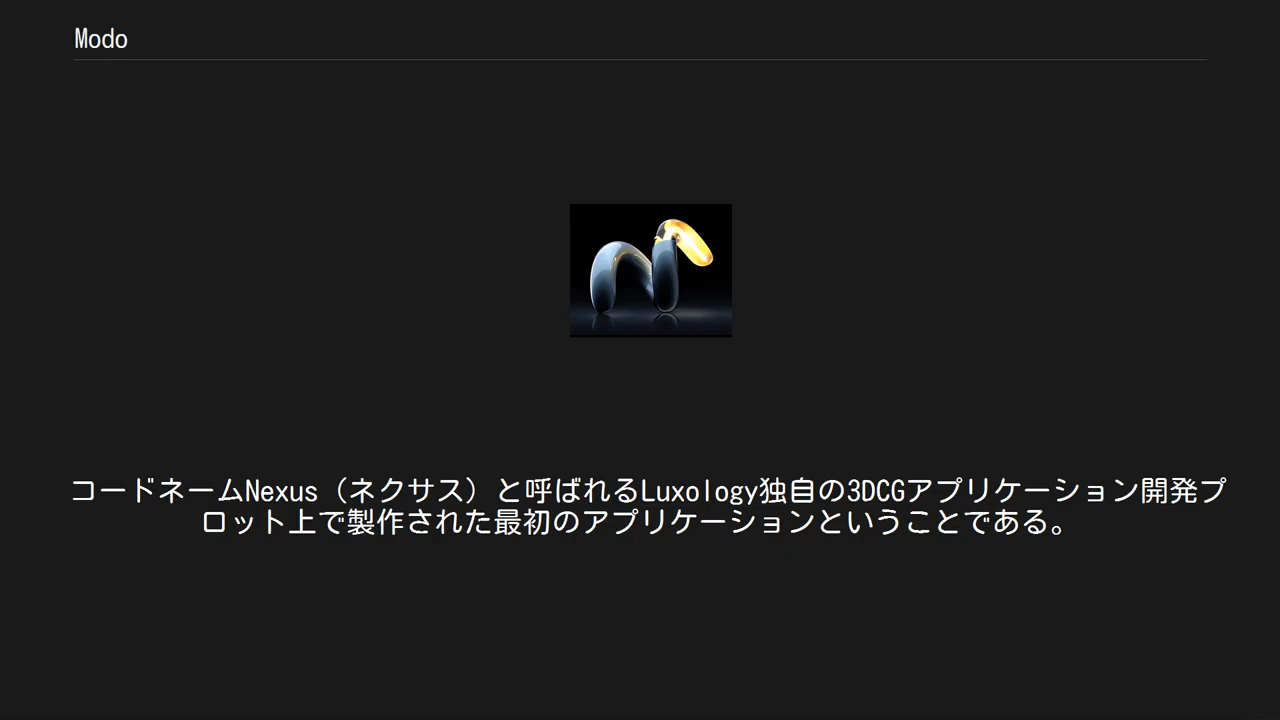 Modo
コードネームNexus（ネクサス）と呼ばれるLuxology独自の3DCGアプリケーション開発プ
ロット上で製作された最初のアプリケーションということである。